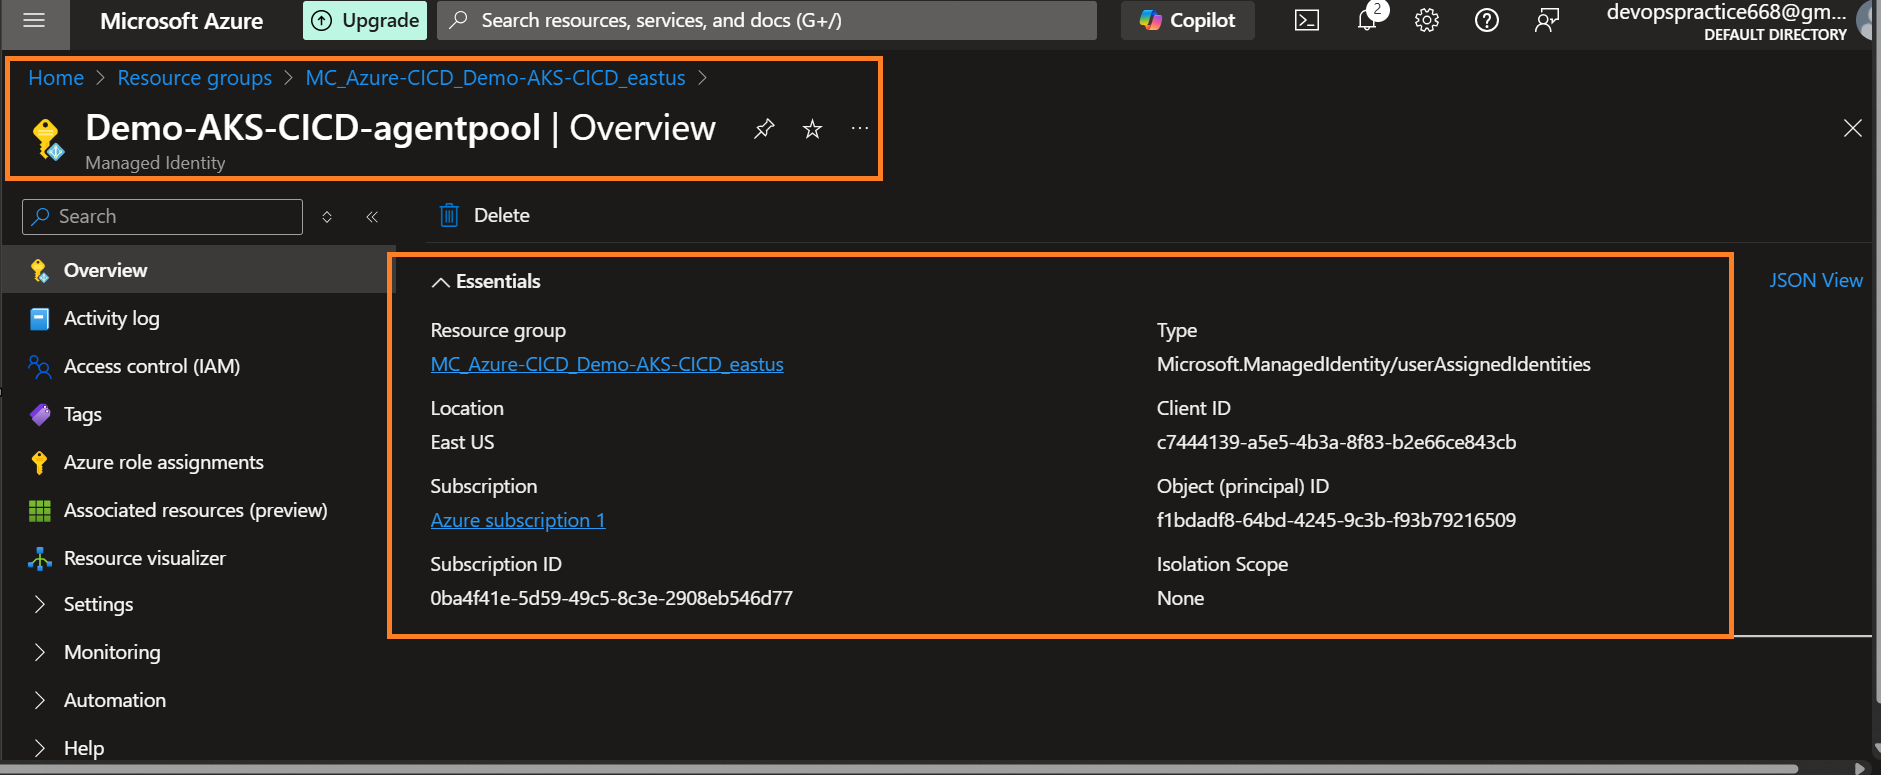 Microsoft Azure
Upgrade
Search resources, services, and docs (G+/)
Copilot
2
devopspractice668@gm...
DEFAULT DIRECTORY
Home > Resource groups > MC_Azure-CICD_Demo-AKS-CICD_eastus >
Demo-AKS-CICD-agentpool | Overview
Managed Identity
Search
Delete
Overview
Activity log
Access control (IAM)
Tags
Azure role assignments
Associated resources (preview)
Resource visualizer
Settings
Monitoring
Automation
Help
Essentials
JSON View
Resource group
MC_Azure-CICD_Demo-AKS-CICD_eastus
Location
East US
Subscription
Azure subscription 1
Subscription ID
0ba4f41e-5d59-49c5-8c3e-2908eb546d77
Type
Microsoft.ManagedIdentity/userAssignedIdentities
Client ID
c7444139-a5e5-4b3a-8f83-b2e66ce843cb
Object (principal) ID
f1bdadf8-64bd-4245-9c3b-f93b79216509
Isolation Scope
None